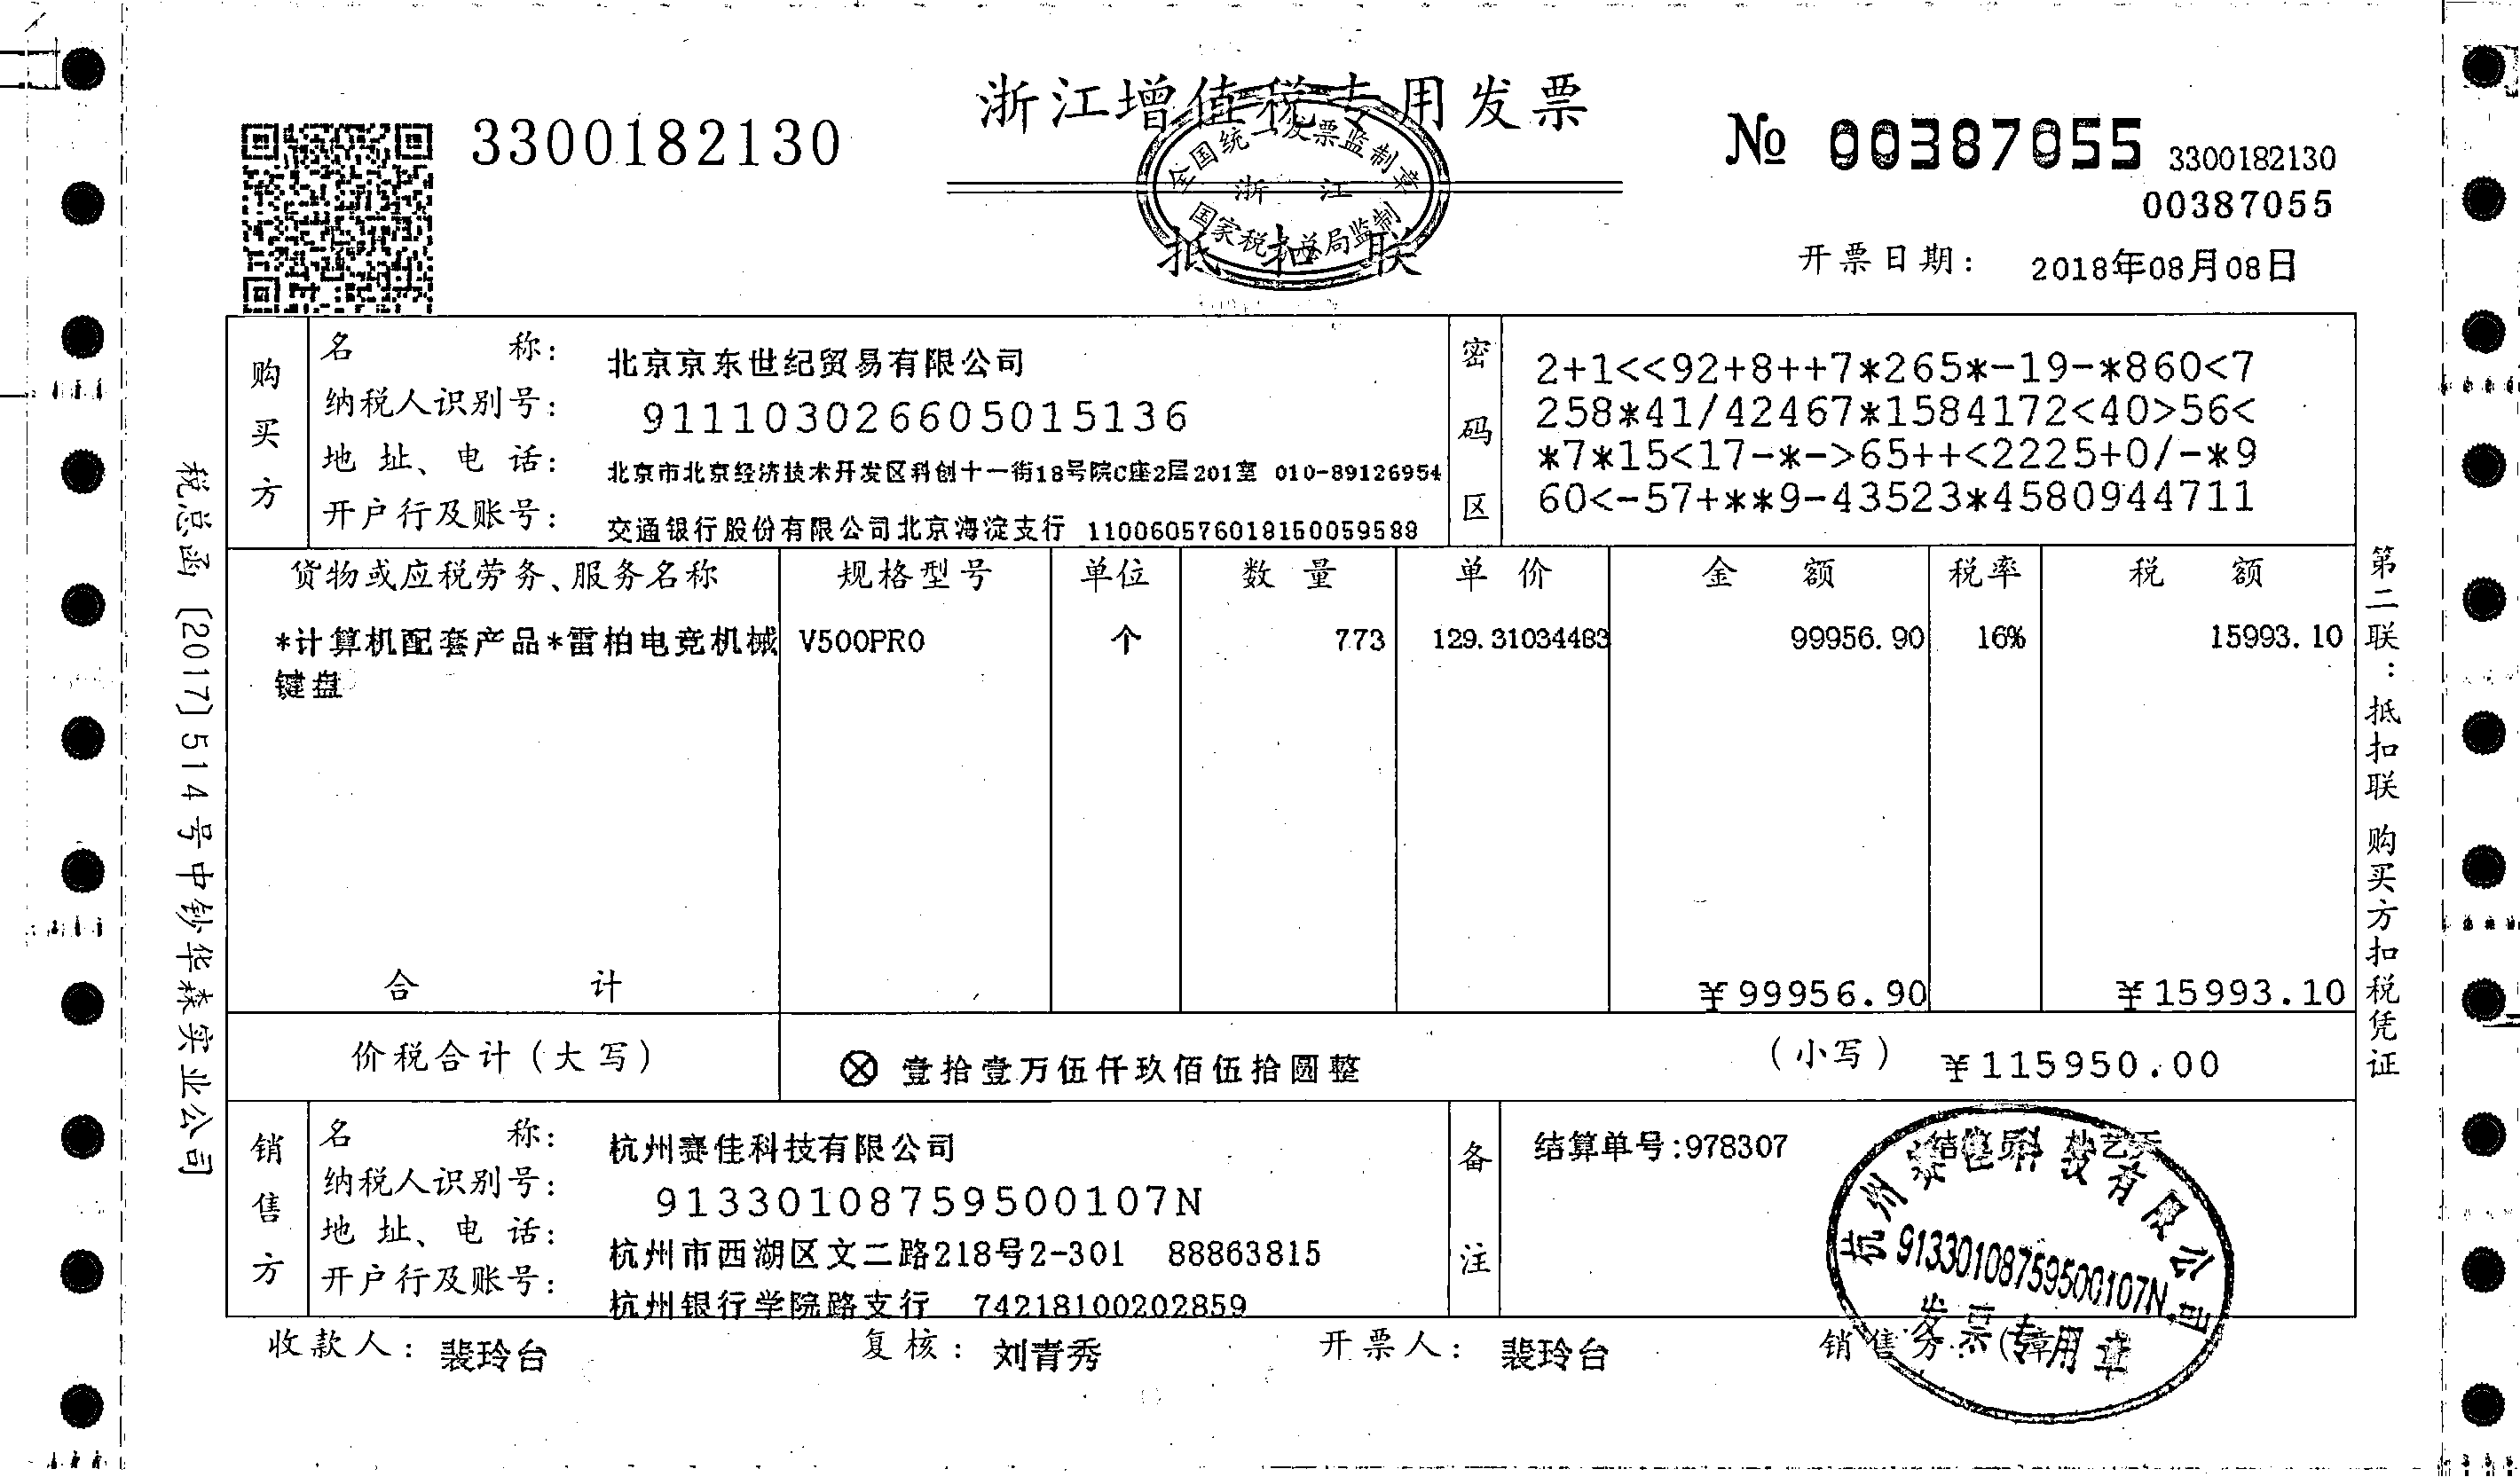 浙江增值税专用发票
3300182130
№ 00387055 3300182130
00387055
全国统一发票监制章
浙 江
国家税务总局监制
抵 扣 联
开票日期： 2018年08月08日
购买方
名 称： 北京京东世纪贸易有限公司
纳税人识别号： 911103026605015136
地 址、电 话： 北京市北京经济技术开发区科创十一街18号院C座2层201室 010-89126954
开户行及账号： 交通银行股份有限公司北京海淀支行 110060576018150059588
密码区
2+1<<92+8++7*265*-19-*860<7
258*41/42467*1584172<40>56<
*7*15<17-*->65++<2225+0/-*9
60<-57+**9-43523*4580944711
货物或应税劳务、服务名称 规格型号 单位 数 量 单 价 金 额 税率 税 额
*计算机配套产品*雷柏电竞机械 V500PRO 个 773 129.31034483 99956.90 16% 15993.10
键盘
合 计 ¥99956.90 ¥15993.10
价税合计（大写） ⊗ 壹拾壹万伍仟玖佰伍拾圆整 （小写） ¥115950.00
销售方
名 称： 杭州赛佳科技有限公司
纳税人识别号： 91330108759500107N
地 址、电 话： 杭州市西湖区文二路218号2-301 88863815
开户行及账号： 杭州银行学院路支行 74218100202859
备注
结算单号:978307
杭州赛佳科技有限公司
91330108759500107N
发票专用章
收款人： 裴玲台 复核： 刘青秀 开票人： 裴玲台 销售方：（章）
税总函〔2017〕514号中钞华森实业公司
第二联：抵扣联 购买方扣税凭证